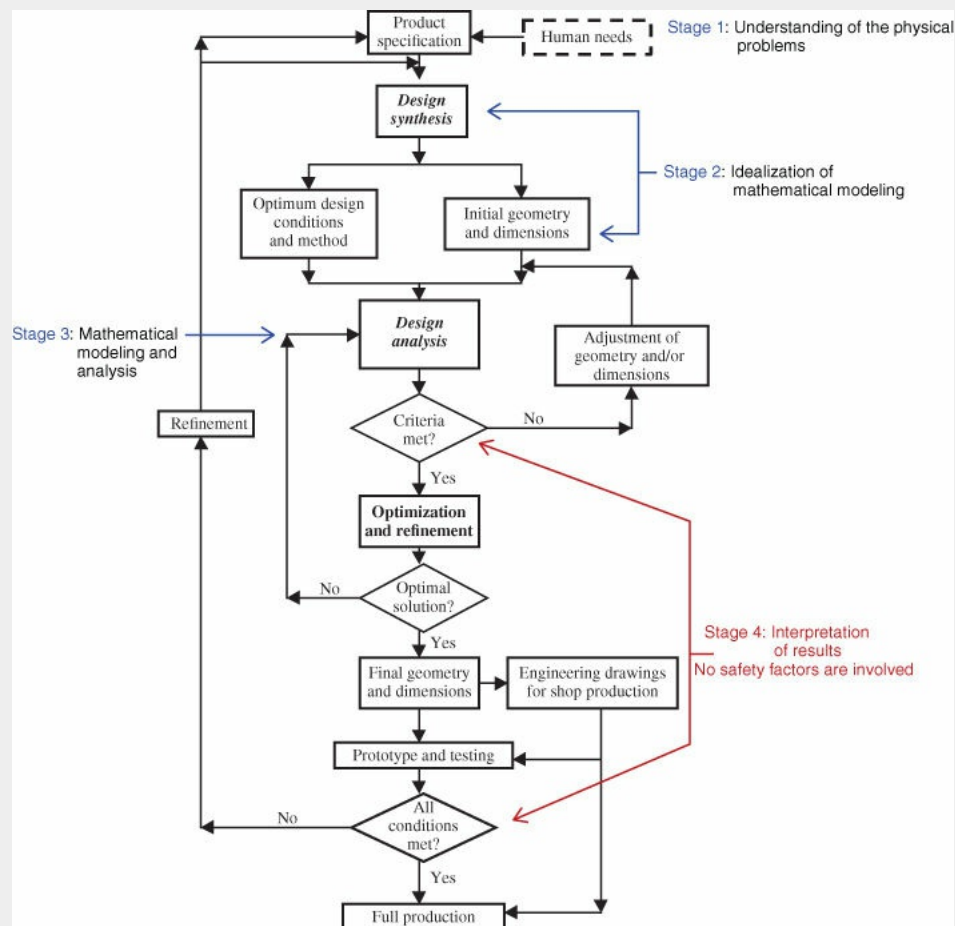 Product
specification
Human needs
Stage 1: Understanding of the physical
problems
Design
synthesis
Stage 2: Idealization of
mathematical modeling
Optimum design
conditions
and method
Initial geometry
and dimensions
Stage 3: Mathematical
modeling and
analysis
Design
analysis
Adjustment of
geometry and/or
dimensions
Refinement
Criteria
met?
No
Yes
Optimization
and refinement
No
Optimal
solution?
Yes
Stage 4: Interpretation
of results
No safety factors are involved
Final geometry
and dimensions
Engineering drawings
for shop production
Prototype and testing
No
All
conditions
met?
Yes
Full production